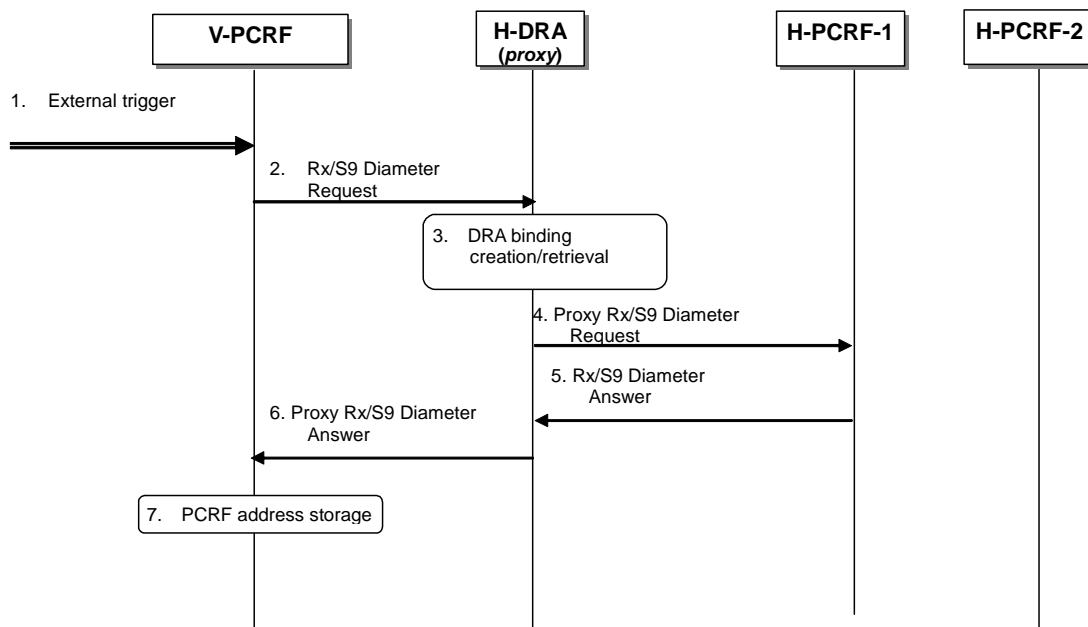 V-PCRF
H-DRA
(proxy)
H-PCRF-1
H-PCRF-2
1. External trigger
2. Rx/S9 Diameter
Request
3. DRA binding
creation/retrieval
4. Proxy Rx/S9 Diameter
Request
5. Rx/S9 Diameter
Answer
6. Proxy Rx/S9 Diameter
Answer
7. PCRF address storage